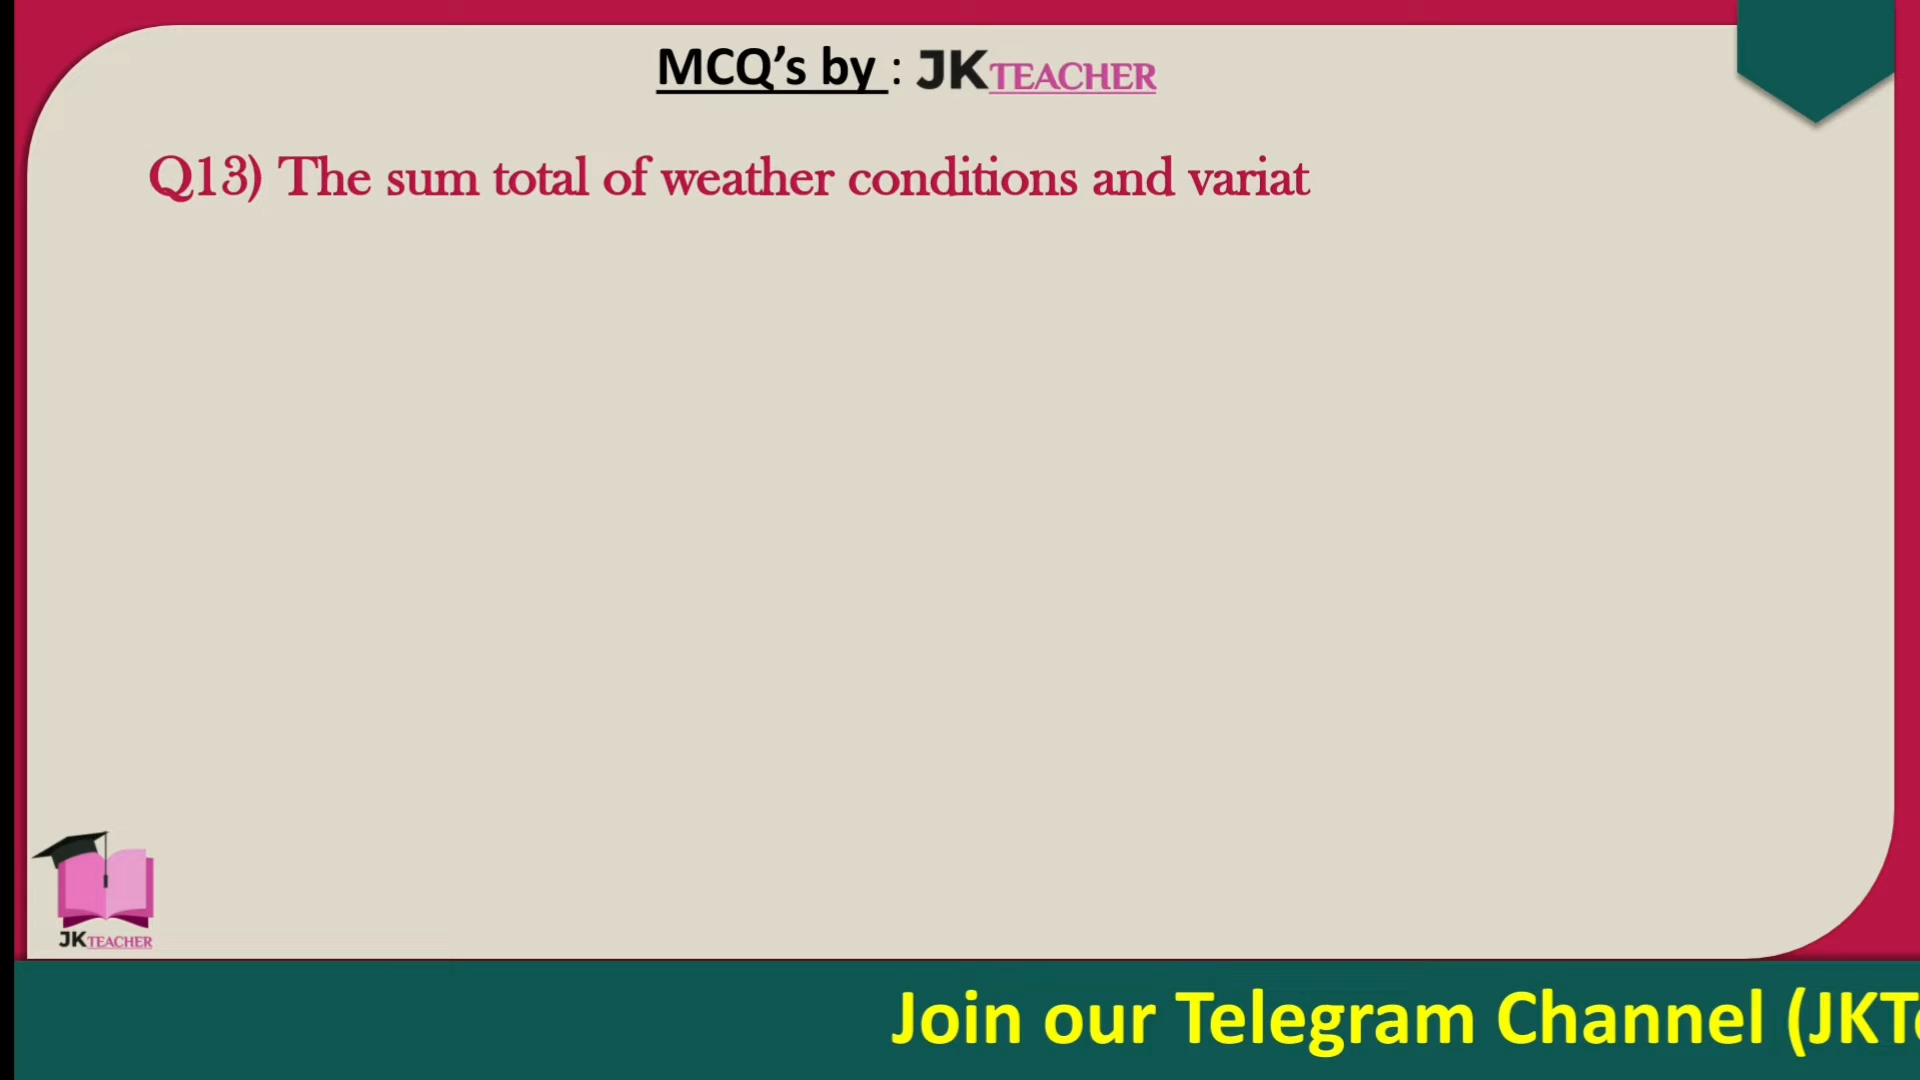 MCQ’s by : JKTEACHER
Q13) The sum total of weather conditions and variat
JKTEACHER
Join our Telegram Channel (JKT